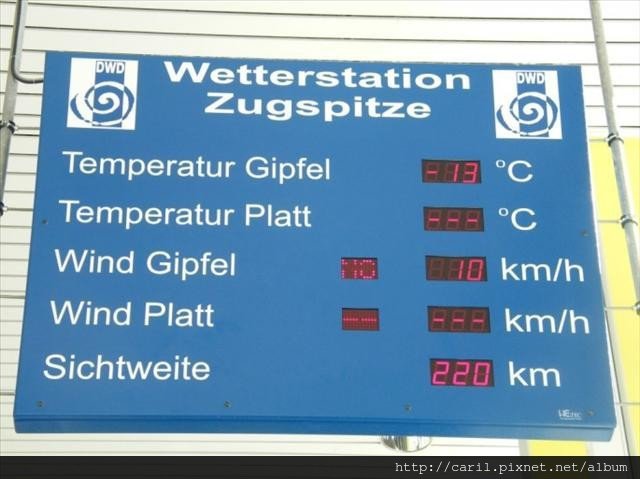 DWD
Wetterstation
Zugspitze
DWD
Temperatur Gipfel -13 °C
Temperatur Platt --- °C
Wind Gipfel NO 10 km/h
Wind Platt --- --- km/h
Sichtweite 220 km
http://caril.pixnet.net/album